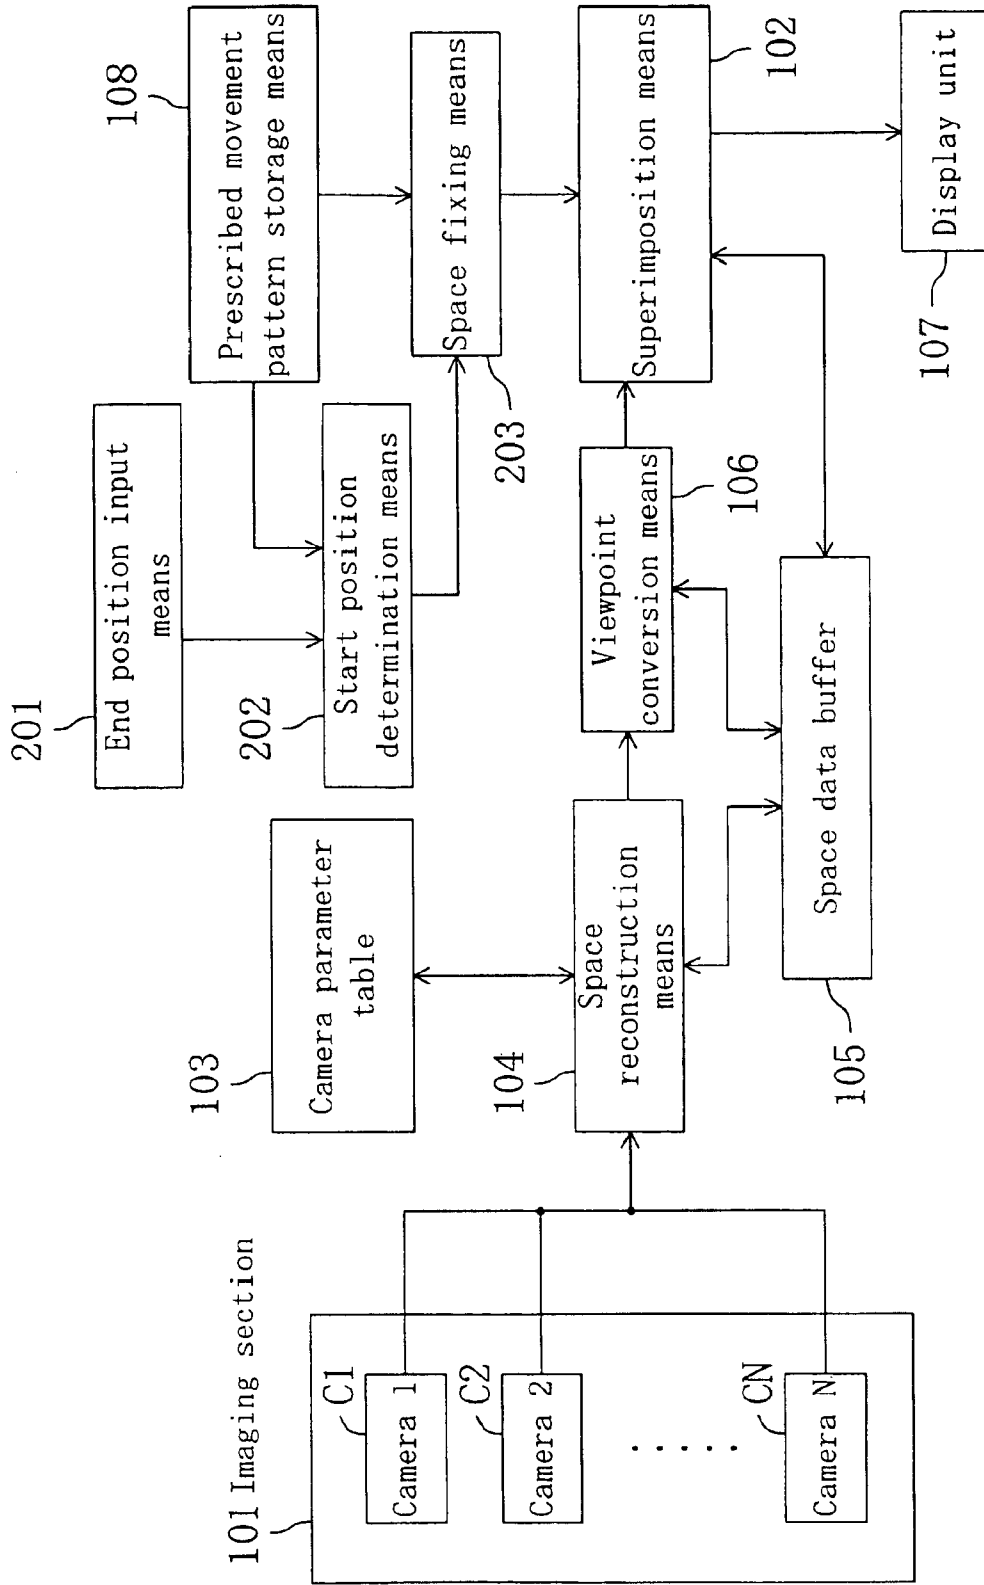 101 Imaging section
C1
Camera 1
C2
Camera 2
. . . . .
CN
Camera N
103
Camera parameter
table
104
Space
reconstruction
means
105
Space data buffer
201
End position input
means
202
Start position
determination means
106
Viewpoint
conversion means
108
Prescribed movement
pattern storage means
203
Space fixing means
102
Superimposition means
107
Display unit